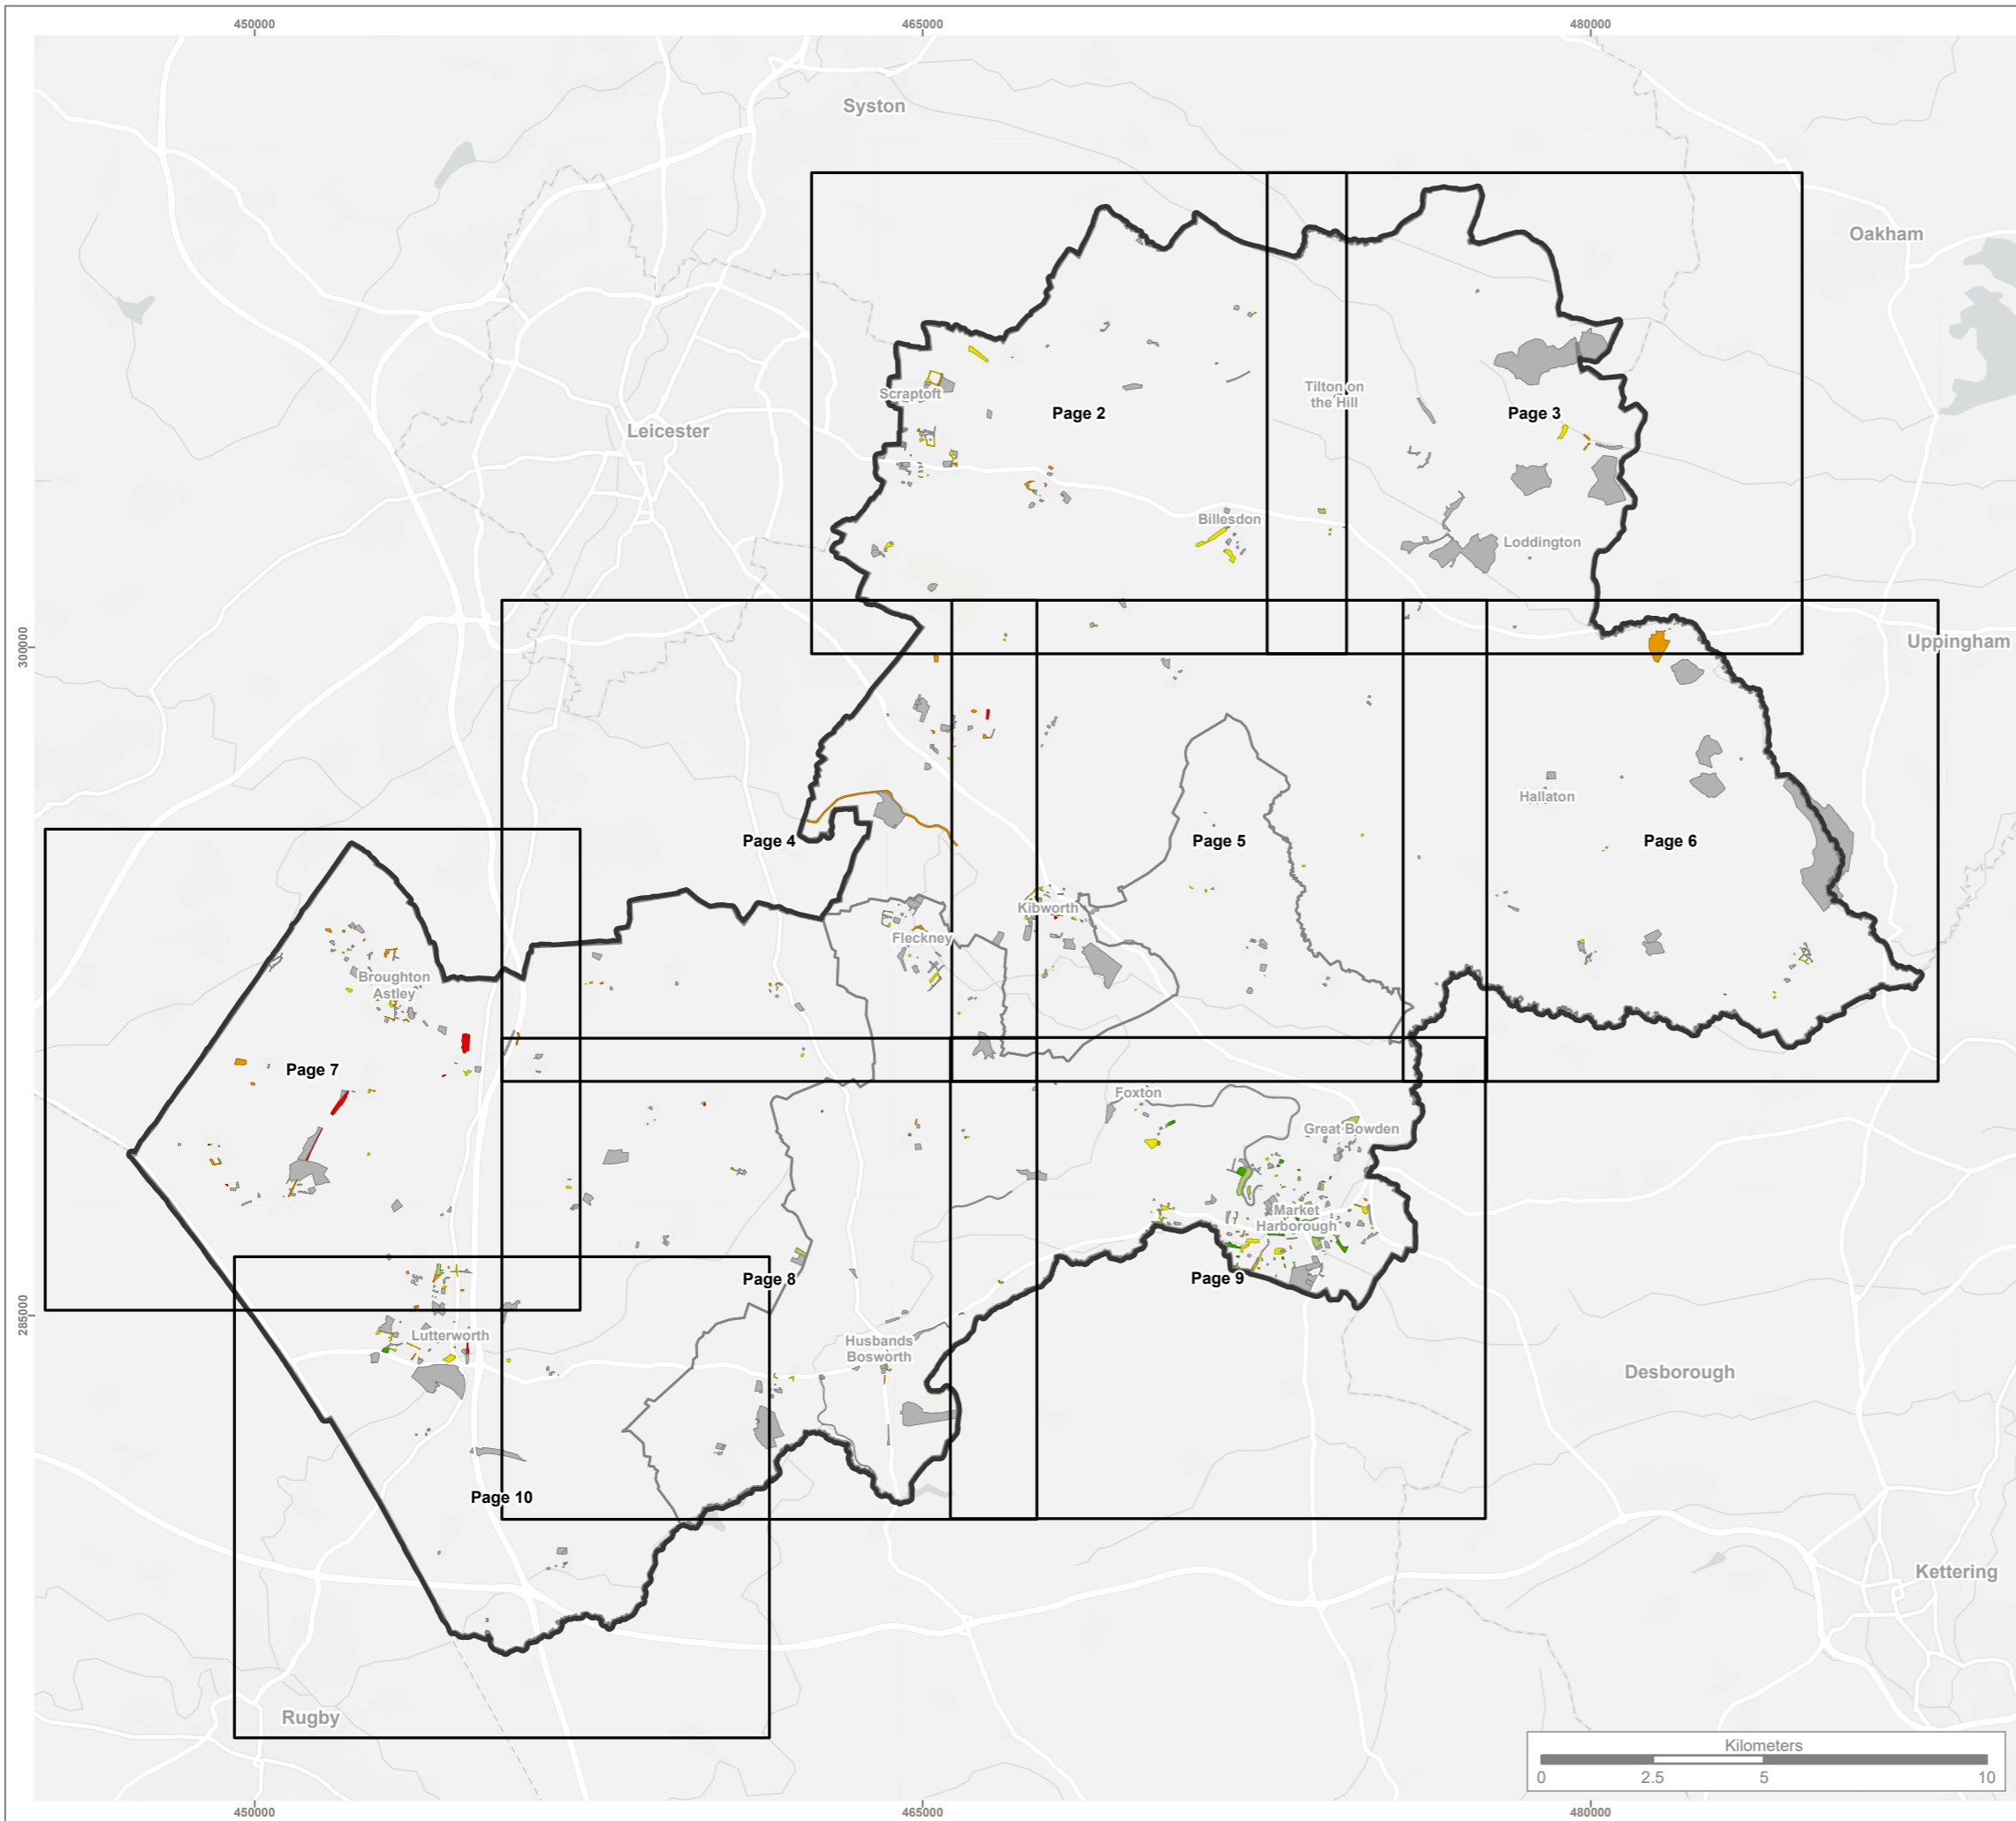 450000
465000
480000
Syston
Oakham
Scraptoft
Tilton on
the Hill
Page 2
Page 3
Leicester
Billesdon
Loddington
300000
Uppingham
Hallaton
Page 4
Page 5
Page 6
Kibworth
Fleckney
Broughton
Astley
Page 7
Foxton
Great Bowden
Market
Harborough
Page 8
Page 9
285000
Lutterworth
Husbands
Bosworth
Desborough
Page 10
Kettering
Rugby
Kilometers
0
2.5
5
10
450000
465000
480000